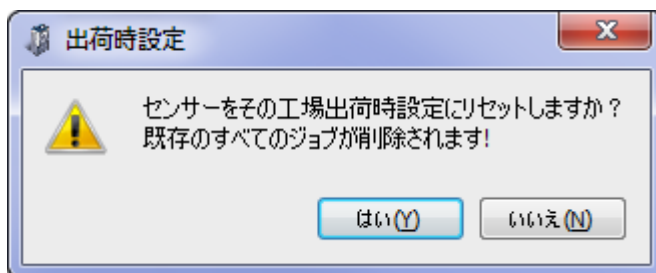 出荷時設定
センサーをその工場出荷時設定にリセットしますか？
既存のすべてのジョブが削除されます!
はい(Y)
いいえ(N)